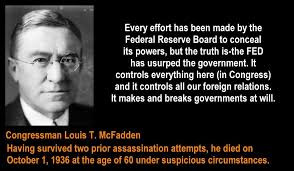 Every effort has been made by the
Federal Reserve Board to conceal
its powers, but the truth is-the FED
has usurped the government. It
controls everything here (in Congress)
and it controls all our foreign relations.
It makes and breaks governments at will.
Congressman Louis T. McFadden
Having survived two prior assassination attempts, he died on
October 1, 1936 at the age of 60 under suspicious circumstances.